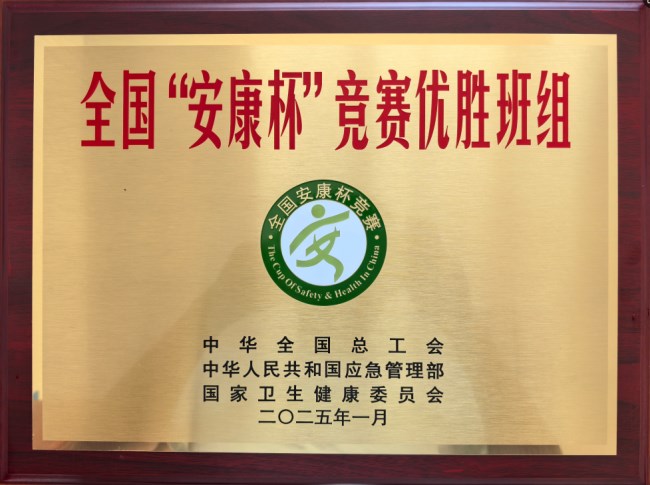 全国“安康杯”竞赛优胜班组
·全国安康杯竞赛·
The Cup Of Safety & Health In China
中华全国总工会
中华人民共和国应急管理部
国家卫生健康委员会
二〇二五年一月